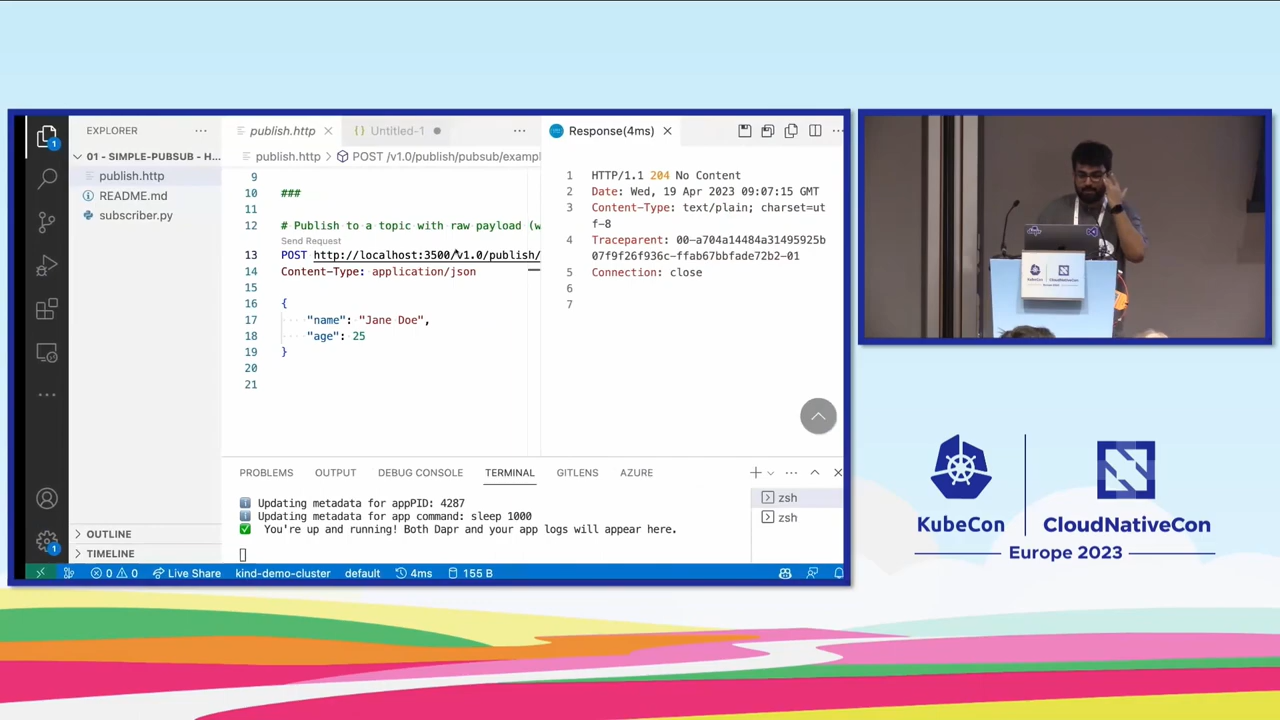 EXPLORER
01 - SIMPLE-PUBSUB - H...
publish.http
README.md
subscriber.py
OUTLINE
TIMELINE
publish.http
Untitled-1
publish.http > POST /v1.0/publish/pubsub/exampl
9
10 ###
11
12 # Publish to a topic with raw payload (w
Send Request
13 POST http://localhost:3500/v1.0/publish/
14 Content-Type: application/json
15
16 {
17 "name": "Jane Doe",
18 "age": 25
19 }
20
21
Response(4ms)
1 HTTP/1.1 204 No Content
2 Date: Wed, 19 Apr 2023 09:07:15 GMT
3 Content-Type: text/plain; charset=ut
f-8
4 Traceparent: 00-a704a14484a31495925b
07f9f26f936c-ffab67bbfade72b2-01
5 Connection: close
6
7
PROBLEMS OUTPUT DEBUG CONSOLE TERMINAL GITLENS AZURE
Updating metadata for appPID: 4287
Updating metadata for app command: sleep 1000
You're up and running! Both Dapr and your app logs will appear here.
zsh
zsh
0 0 Live Share kind-demo-cluster default 4ms 155 B
KubeCon
CloudNativeCon
Europe 2023